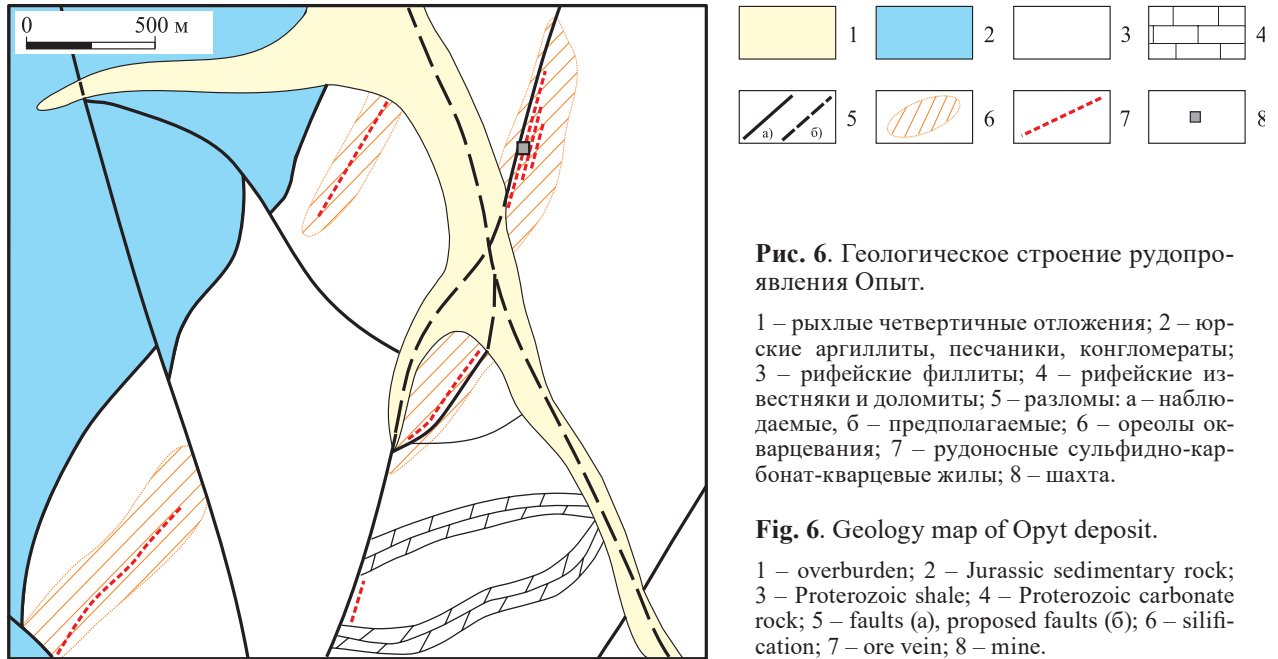 0 500 м
1 2 3 4
а) б) 5 6 7 8
Рис. 6. Геологическое строение рудопро-
явления Опыт.
1 – рыхлые четвертичные отложения; 2 – юр-
ские аргиллиты, песчаники, конгломераты;
3 – рифейские филлиты; 4 – рифейские из-
вестняки и доломиты; 5 – разломы: а – наблю-
даемые, б – предполагаемые; 6 – ореолы ок-
варцевания; 7 – рудоносные сульфидно-кар-
бонат-кварцевые жилы; 8 – шахта.
Fig. 6. Geology map of Opyt deposit.
1 – overburden; 2 – Jurassic sedimentary rock;
3 – Proterozoic shale; 4 – Proterozoic carbonate
rock; 5 – faults (a), proposed faults (б); 6 – silifi-
cation; 7 – ore vein; 8 – mine.